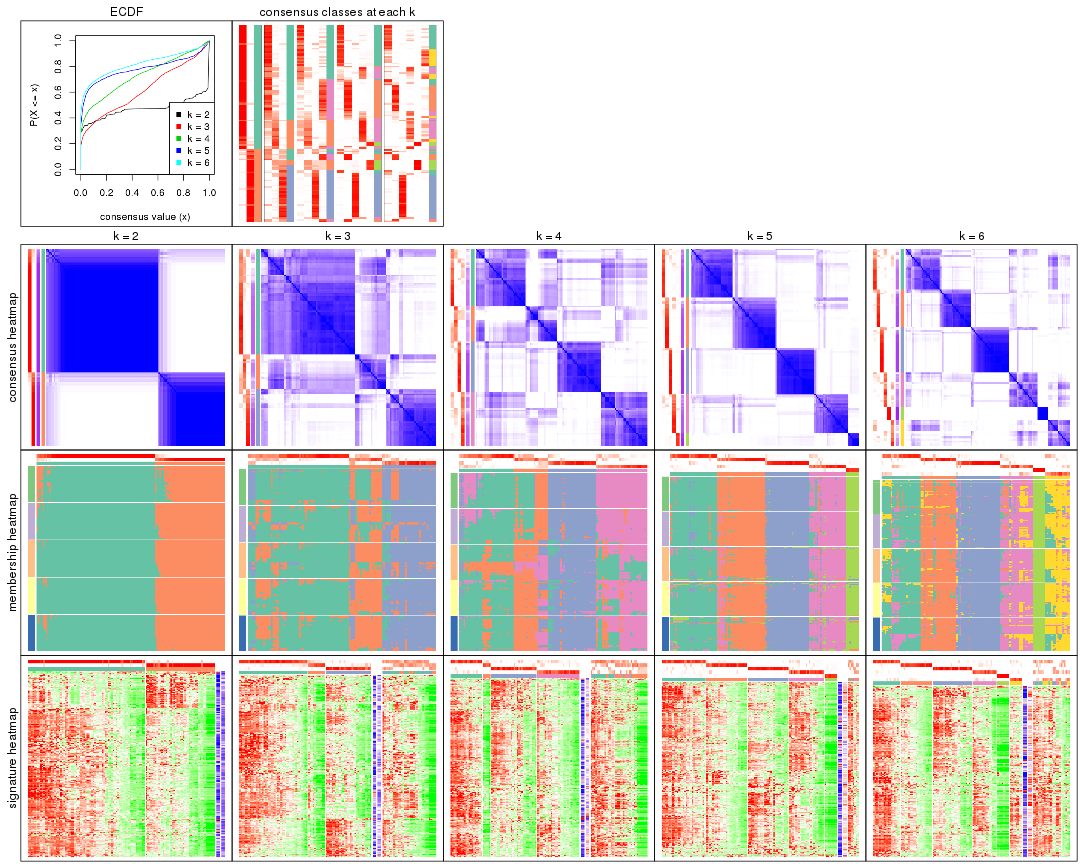 ECDF
consensus classes at each k
P(X <= x)
0.0 0.2 0.4 0.6 0.8 1.0
k = 2
k = 3
k = 4
k = 5
k = 6
0.0 0.2 0.4 0.6 0.8 1.0
consensus value (x)
k = 2 k = 3 k = 4 k = 5 k = 6
consensus heatmap
membership heatmap
signature heatmap